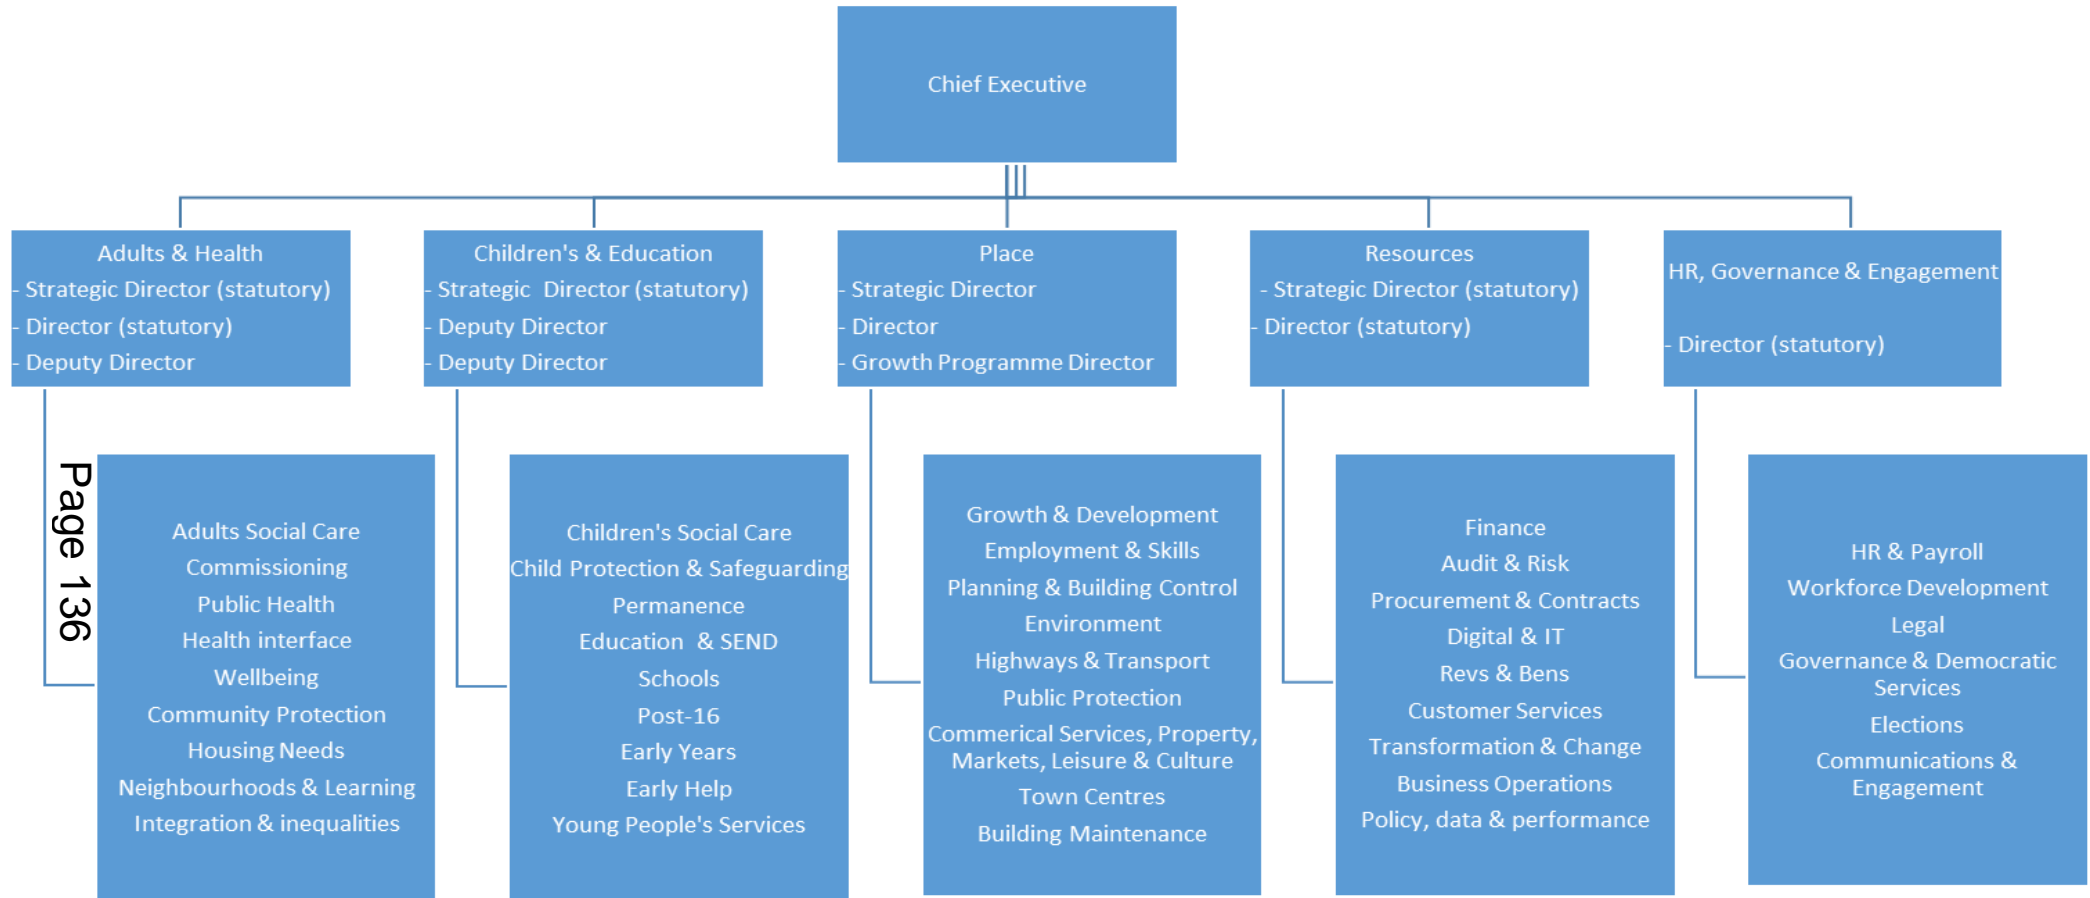 Chief Executive
Adults & Health
- Strategic Director (statutory)
- Director (statutory)
- Deputy Director
Children's & Education
- Strategic  Director (statutory)
- Deputy Director
- Deputy Director
Place
- Strategic Director
- Director
- Growth Programme Director
Resources
- Strategic Director (statutory)
- Director (statutory)
HR, Governance & Engagement
- Director (statutory)
Page 136
Adults Social Care
Commissioning
Public Health
Health interface
Wellbeing
Community Protection
Housing Needs
Neighbourhoods & Learning
Integration & inequalities
Children's Social Care
Child Protection & Safeguarding
Permanence
Education  & SEND
Schools
Post-16
Early Years
Early Help
Young People's Services
Growth & Development
Employment & Skills
Planning & Building Control
Environment
Highways & Transport
Public Protection
Commerical Services, Property,
Markets, Leisure & Culture
Town Centres
Building Maintenance
Finance
Audit & Risk
Procurement & Contracts
Digital & IT
Revs & Bens
Customer Services
Transformation & Change
Business Operations
Policy, data & performance
HR & Payroll
Workforce Development
Legal
Governance & Democratic
Services
Elections
Communications &
Engagement